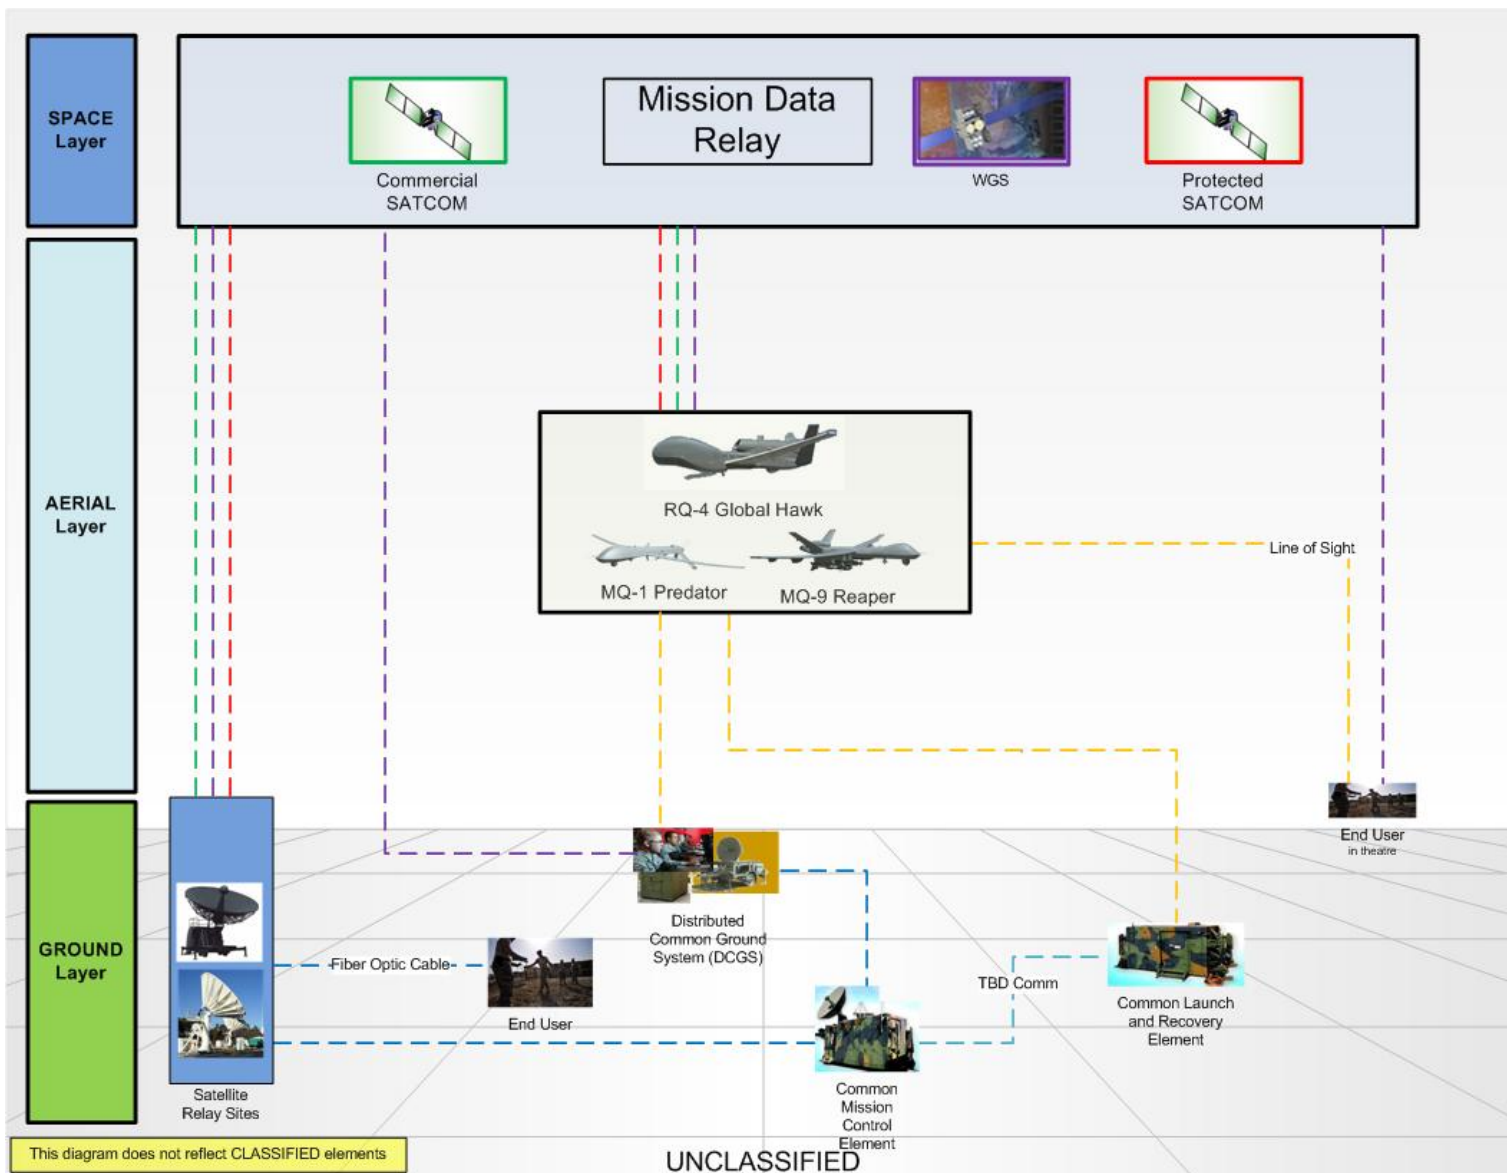 SPACE
Layer
Commercial
SATCOM
Mission Data
Relay
WGS
Protected
SATCOM
AERIAL
Layer
RQ-4 Global Hawk
MQ-1 Predator
MQ-9 Reaper
Line of Sight
End User
in theatre
GROUND
Layer
Fiber Optic Cable
End User
Distributed
Common Ground
System (DCGS)
TBD Comm
Common Launch
and Recovery
Element
Satellite
Relay Sites
Common
Mission
Control
Element
This diagram does not reflect CLASSIFIED elements
UNCLASSIFIED